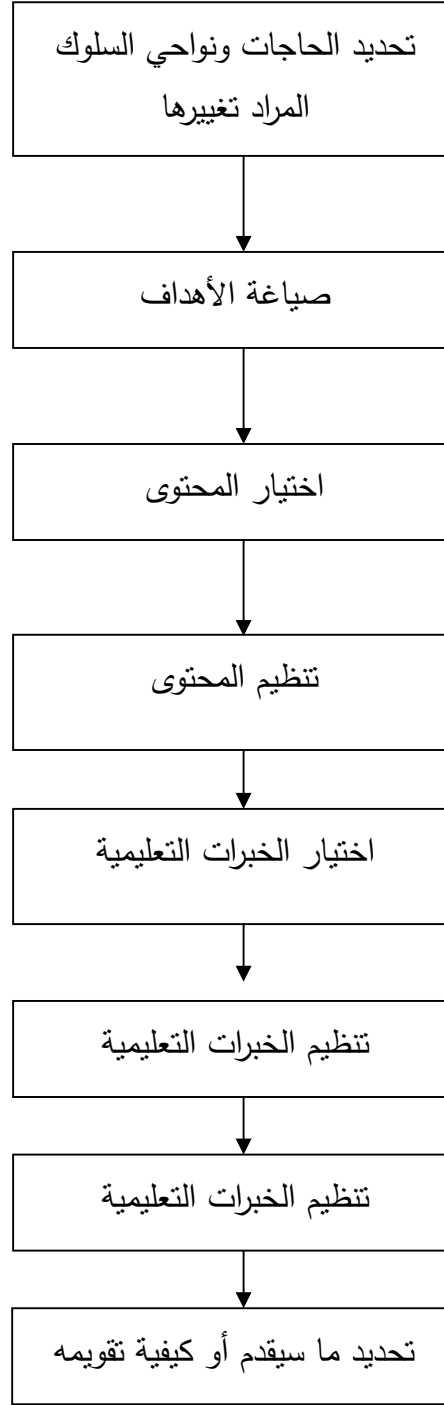 تحديد الحاجات ونواحي السلوك
المراد تغييرها
صياغة الأهداف
اختيار المحتوى
تنظيم المحتوى
اختيار الخبرات التعليمية
تنظيم الخبرات التعليمية
تنظيم الخبرات التعليمية
تحديد ما سيقدم أو كيفية تقويمه